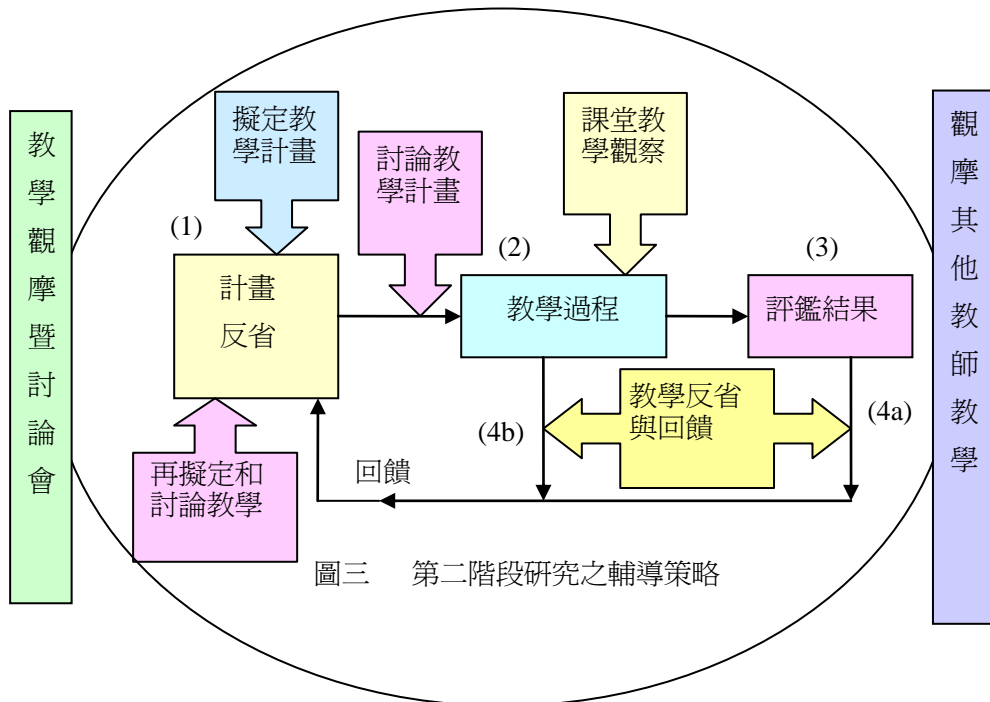 教學觀摩暨討論會
擬定教
學計畫
討論教
學計畫
課堂教
學觀察
觀摩其他教師教學
(1)
(2)
(3)
計畫
反省
教學過程
評鑑結果
教學反省
與回饋
(4b)
(4a)
再擬定和
討論教學
回饋
圖三 第二階段研究之輔導策略